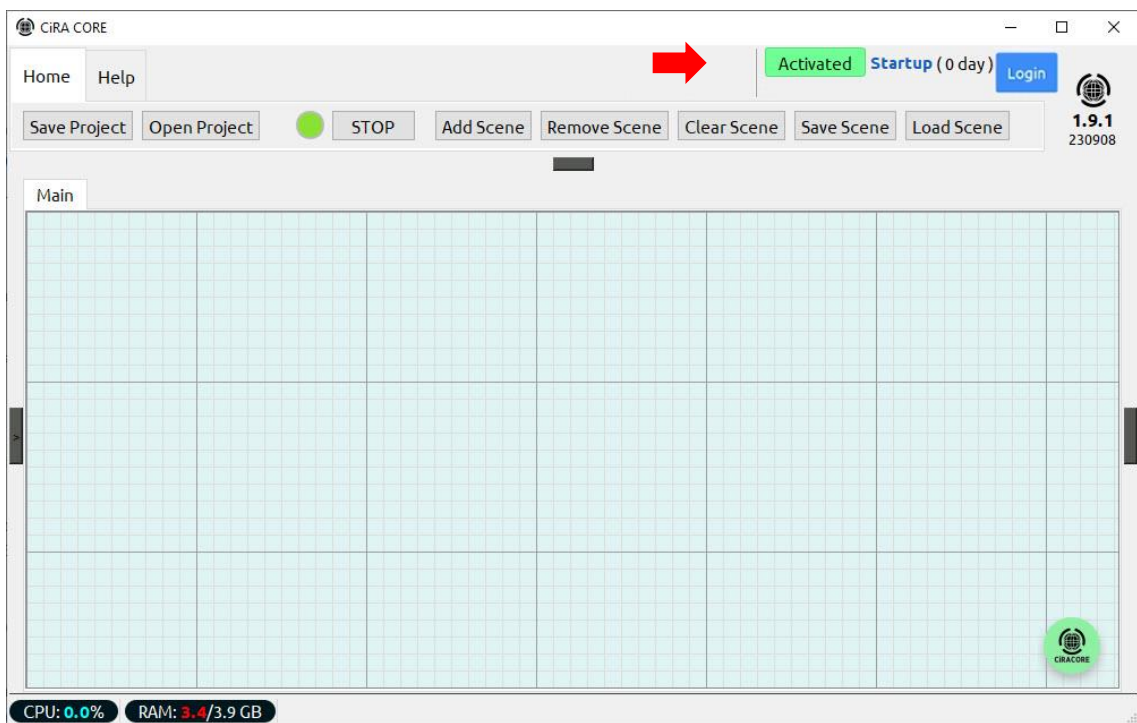 CiRA CORE
Home Help
Activated Startup ( 0 day ) Login
Save Project Open Project STOP Add Scene Remove Scene Clear Scene Save Scene Load Scene
1.9.1
230908
Main
>
CiRACORE
CPU: 0.0% RAM: 3.4/3.9 GB